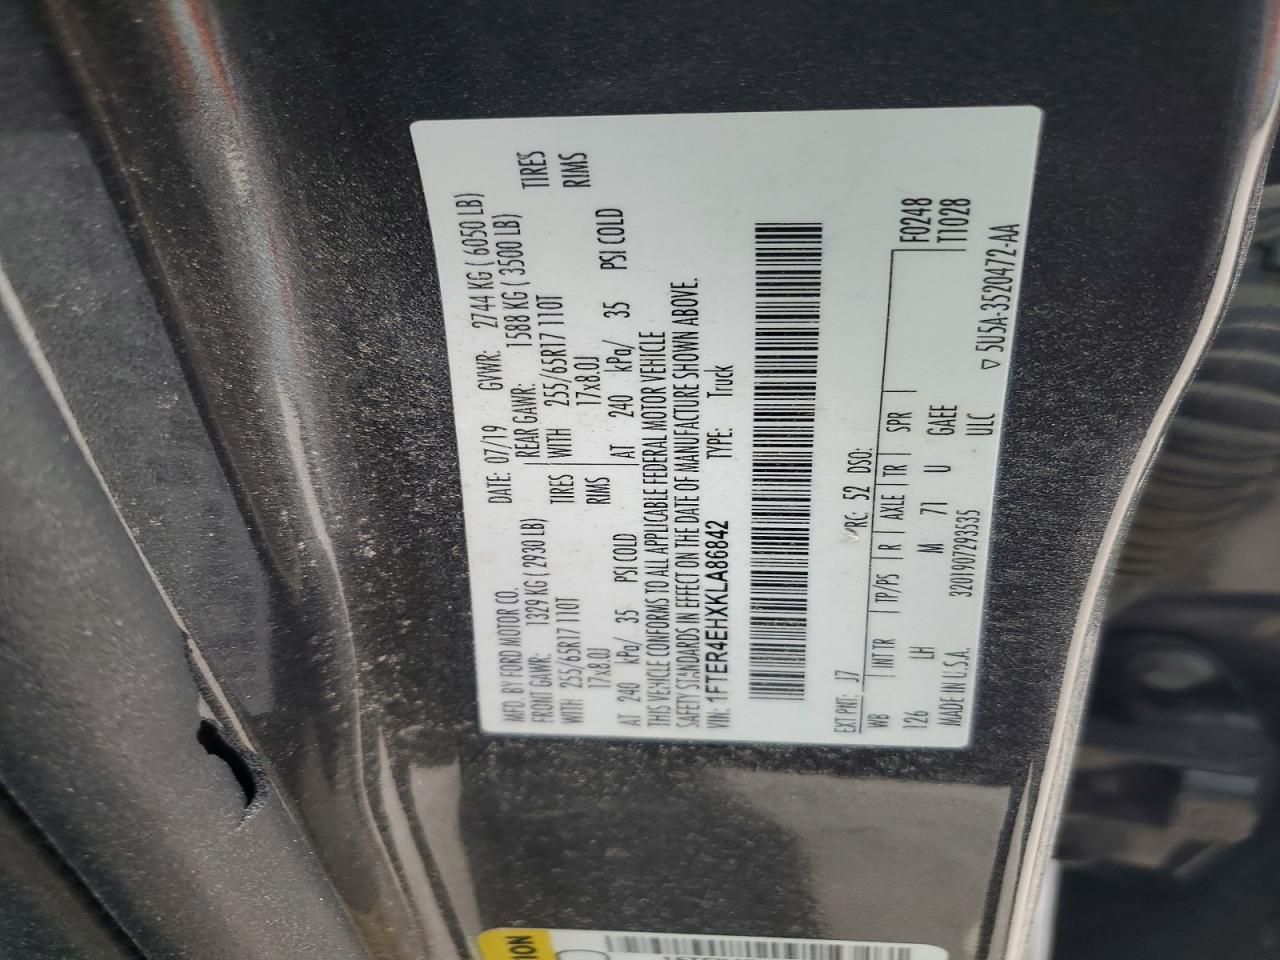 MFD. BY FORD MOTOR CO. DATE: 07/19 GVWR: 2744 KG ( 6050 LB)
FRONT GAWR: 1329 KG ( 2930 LB) REAR GAWR: 1588 KG ( 3500 LB)
WITH 255/65R17 110T TIRES WITH 255/65R17 110T TIRES
17x8.0J RIMS 17x8.0J RIMS
AT 240 kPa/ 35 PSI COLD AT 240 kPa/ 35 PSI COLD
THIS VEHICLE CONFORMS TO ALL APPLICABLE FEDERAL MOTOR VEHICLE
SAFETY STANDARDS IN EFFECT ON THE DATE OF MANUFACTURE SHOWN ABOVE.
VIN: 1FTER4EHXKLA86842 TYPE: Truck
EXT PNT: J7 RC: 52 DSO:
WB INT TR TP/PS R AXLE TR SPR F0248
126 LH M 71 U GAEE T1028
ULC
MADE IN U.S.A. 3201907293535 ▽ 5U5A-3520472-AA
ION